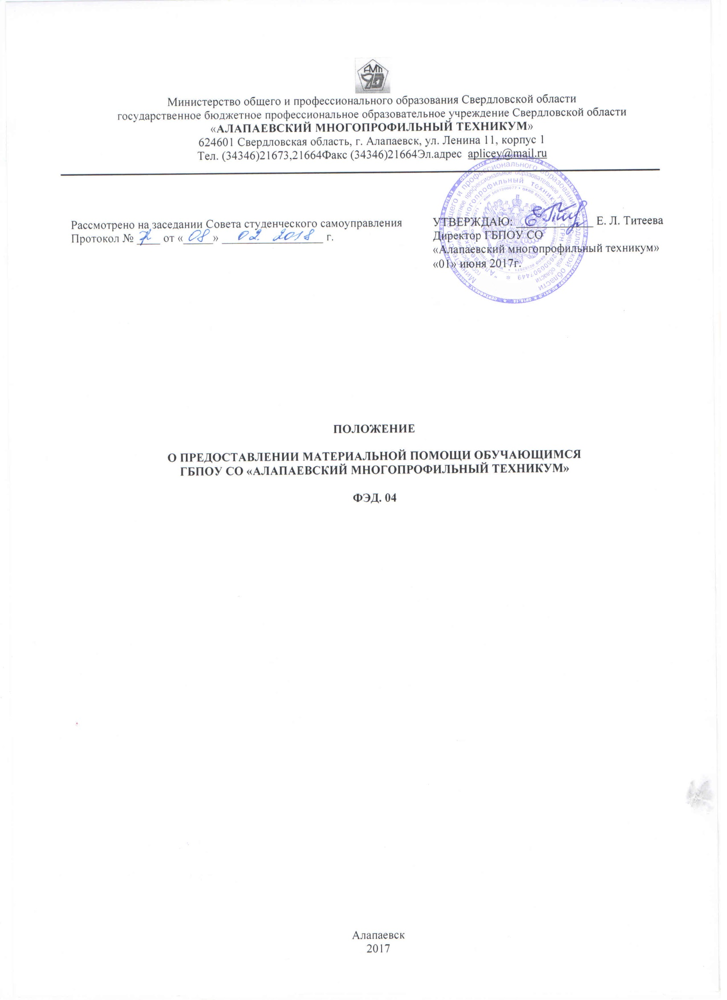 АМТ
Министерство общего и профессионального образования Свердловской области
государственное бюджетное профессиональное образовательное учреждение Свердловской области
«АЛАПАЕВСКИЙ МНОГОПРОФИЛЬНЫЙ ТЕХНИКУМ»
624601 Свердловская область, г. Алапаевск, ул. Ленина 11, корпус 1
Тел. (34346)21673,21664Факс (34346)21664Эл.адрес aplicey@mail.ru
Рассмотрено на заседании Совета студенческого самоуправления
Протокол № 7 от «08» 02. 2018 г.
УТВЕРЖДАЮ: Е. Л. Титеева
Директор ГБПОУ СО
«Алапаевский многопрофильный техникум»
«01» июня 2017г.
ПОЛОЖЕНИЕ
О ПРЕДОСТАВЛЕНИИ МАТЕРИАЛЬНОЙ ПОМОЩИ ОБУЧАЮЩИМСЯ
ГБПОУ СО «АЛАПАЕВСКИЙ МНОГОПРОФИЛЬНЫЙ ТЕХНИКУМ»
ФЭД. 04
Алапаевск
2017